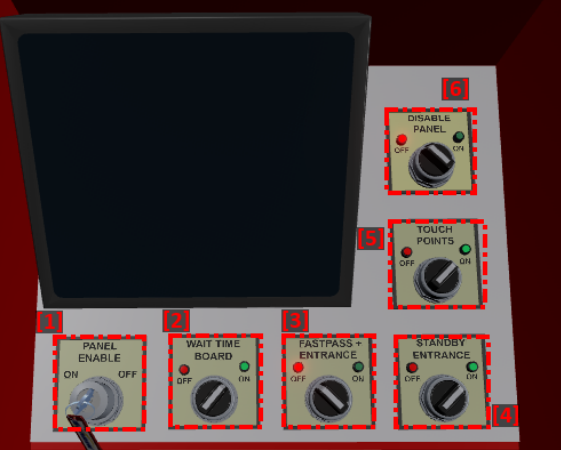 [6]
DISABLE
PANEL
OFF ON
[5]
TOUCH
POINTS
OFF ON
[1]
PANEL
ENABLE
ON OFF
[2]
WAIT TIME
BOARD
OFF ON
[3]
FASTPASS +
ENTRANCE
OFF ON
STANDBY
ENTRANCE
OFF ON
[4]